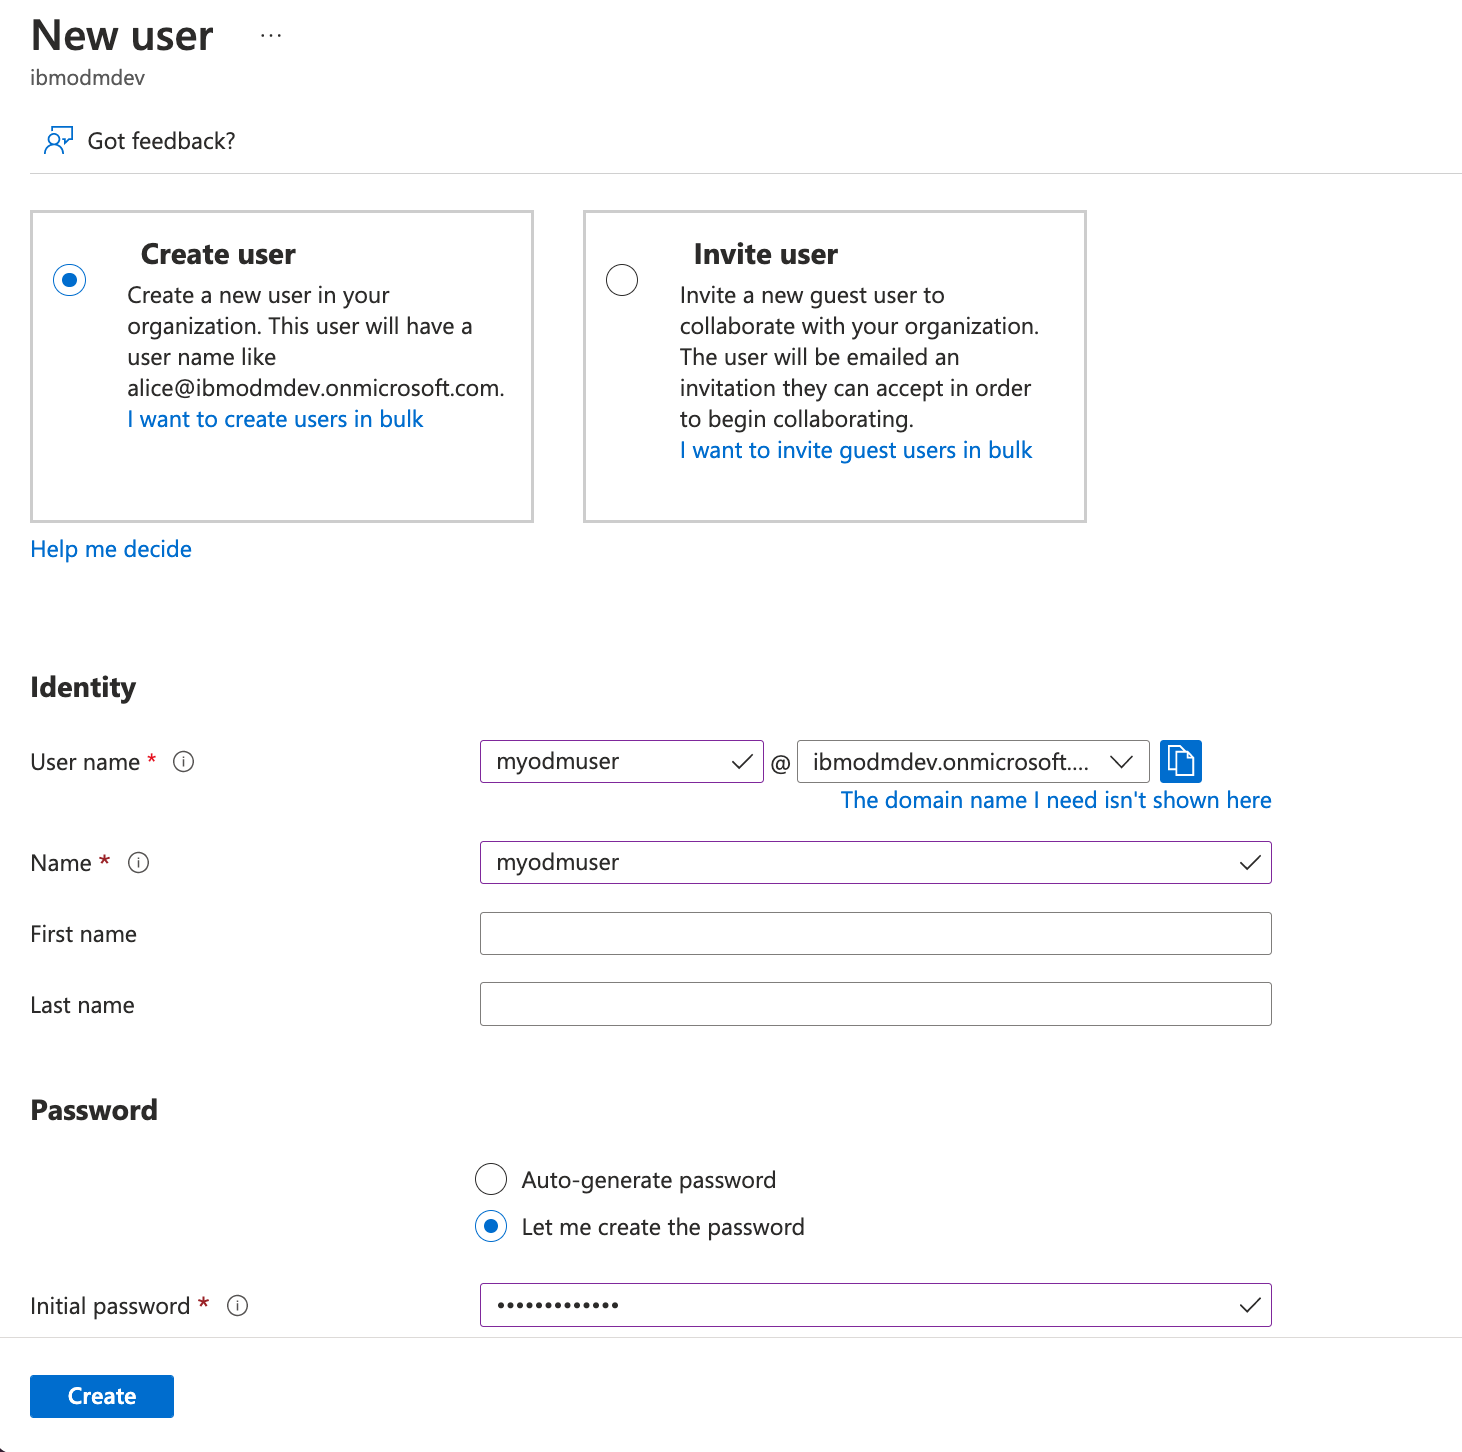 New user ...
ibmodmdev
Got feedback?
Create user
Create a new user in your
organization. This user will have a
user name like
alice@ibmodmdev.onmicrosoft.com.
I want to create users in bulk
Invite user
Invite a new guest user to
collaborate with your organization.
The user will be emailed an
invitation they can accept in order
to begin collaborating.
I want to invite guest users in bulk
Help me decide
Identity
User name * myodmuser @ ibmodmdev.onmicrosoft....
The domain name I need isn't shown here
Name * myodmuser
First name
Last name
Password
Auto-generate password
Let me create the password
Initial password * •••••••••••••
Create